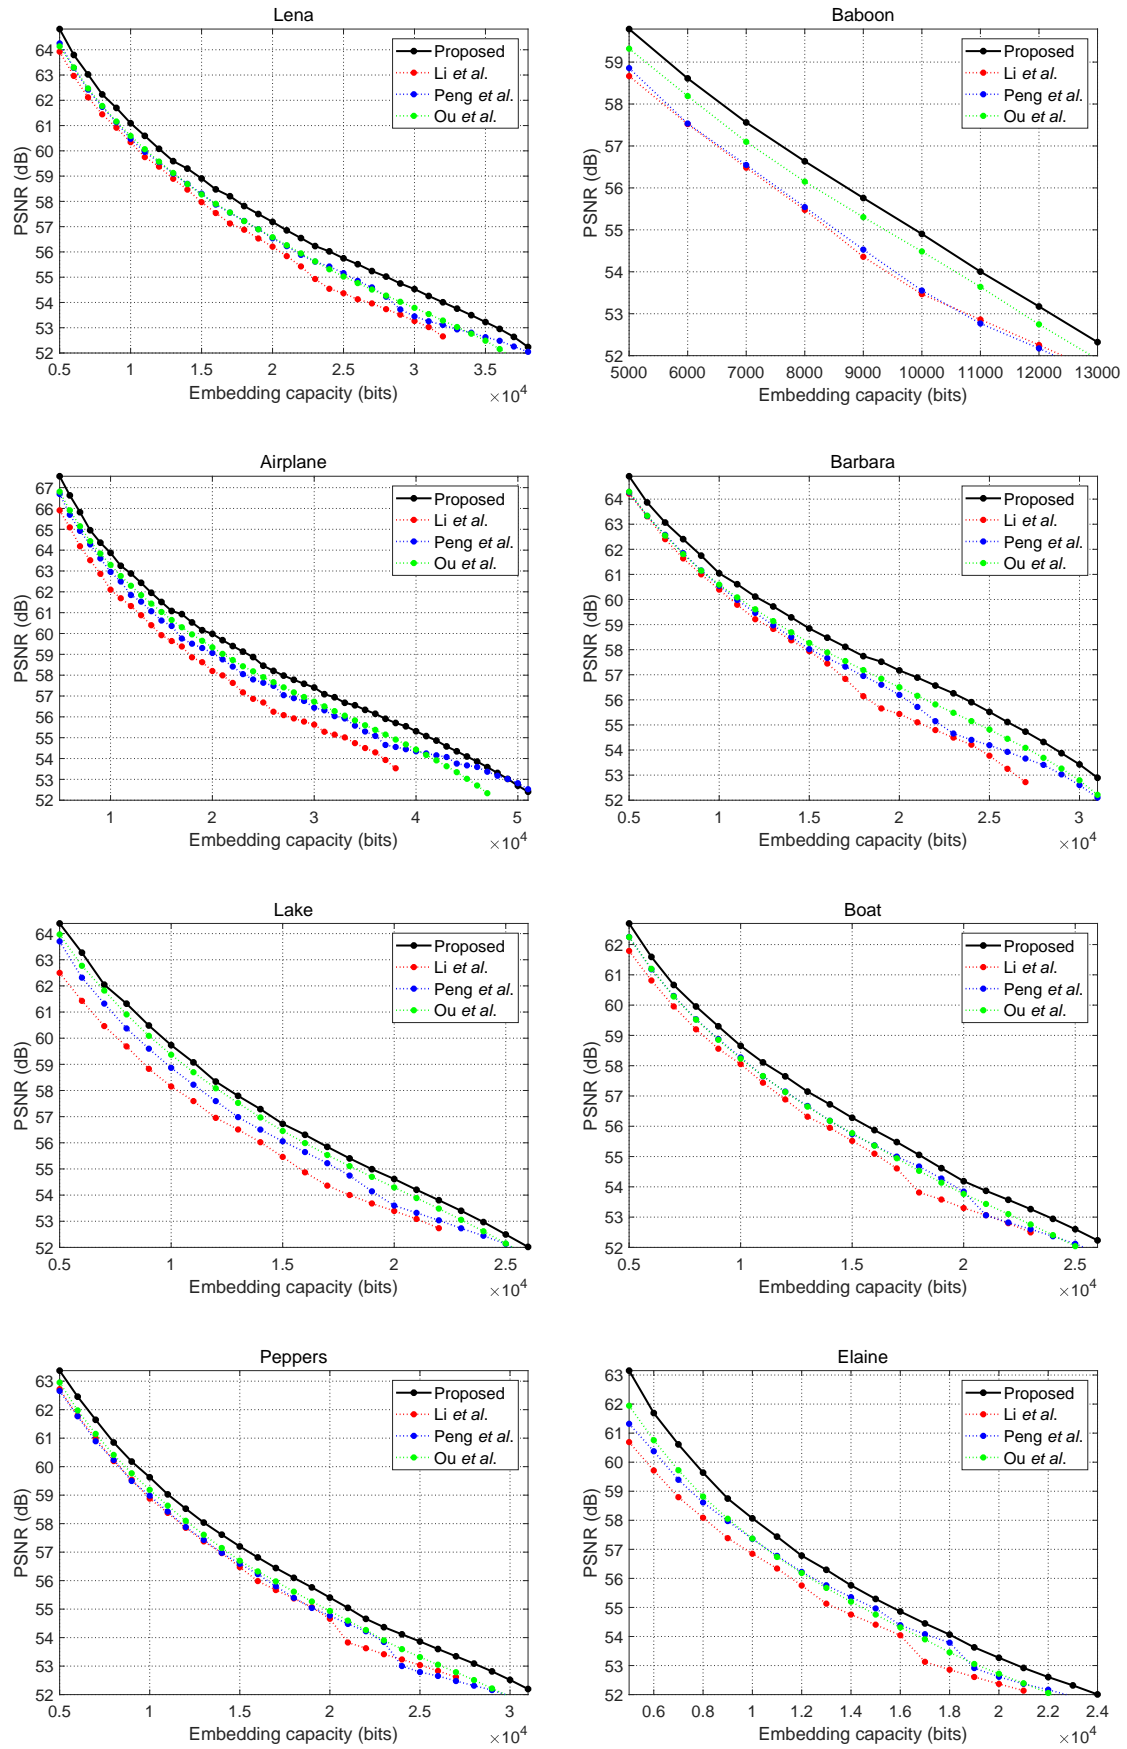 Lena
PSNR (dB)
64
63
62
61
60
59
58
57
56
55
54
53
52
Proposed
Li et al.
Peng et al.
Ou et al.
0.5 1 1.5 2 2.5 3 3.5
Embedding capacity (bits)
×10^4
Baboon
PSNR (dB)
59
58
57
56
55
54
53
52
Proposed
Li et al.
Peng et al.
Ou et al.
5000 6000 7000 8000 9000 10000 11000 12000 13000
Embedding capacity (bits)
Airplane
PSNR (dB)
67
66
65
64
63
62
61
60
59
58
57
56
55
54
53
52
Proposed
Li et al.
Peng et al.
Ou et al.
1 2 3 4 5
Embedding capacity (bits)
×10^4
Barbara
PSNR (dB)
64
63
62
61
60
59
58
57
56
55
54
53
52
Proposed
Li et al.
Peng et al.
Ou et al.
0.5 1 1.5 2 2.5 3
Embedding capacity (bits)
×10^4
Lake
PSNR (dB)
64
63
62
61
60
59
58
57
56
55
54
53
52
Proposed
Li et al.
Peng et al.
Ou et al.
0.5 1 1.5 2 2.5
Embedding capacity (bits)
×10^4
Boat
PSNR (dB)
62
61
60
59
58
57
56
55
54
53
52
Proposed
Li et al.
Peng et al.
Ou et al.
0.5 1 1.5 2 2.5
Embedding capacity (bits)
×10^4
Peppers
PSNR (dB)
63
62
61
60
59
58
57
56
55
54
53
52
Proposed
Li et al.
Peng et al.
Ou et al.
0.5 1 1.5 2 2.5 3
Embedding capacity (bits)
×10^4
Elaine
PSNR (dB)
63
62
61
60
59
58
57
56
55
54
53
52
Proposed
Li et al.
Peng et al.
Ou et al.
0.6 0.8 1 1.2 1.4 1.6 1.8 2 2.2 2.4
Embedding capacity (bits)
×10^4